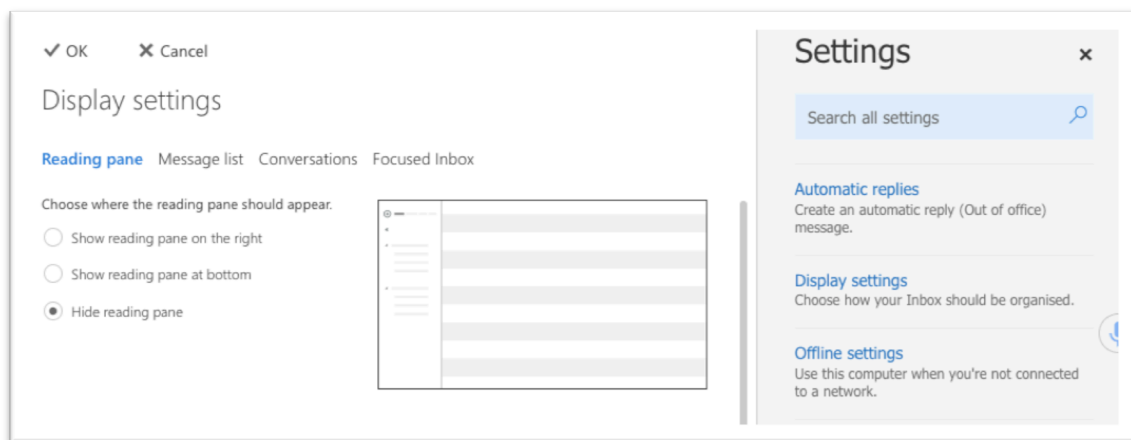 OK
Cancel
Display settings
Reading pane Message list Conversations Focused Inbox
Choose where the reading pane should appear.
Show reading pane on the right
Show reading pane at bottom
Hide reading pane
Settings
Search all settings
Automatic replies
Create an automatic reply (Out of office)
message.
Display settings
Choose how your Inbox should be organised.
Offline settings
Use this computer when you're not connected
to a network.